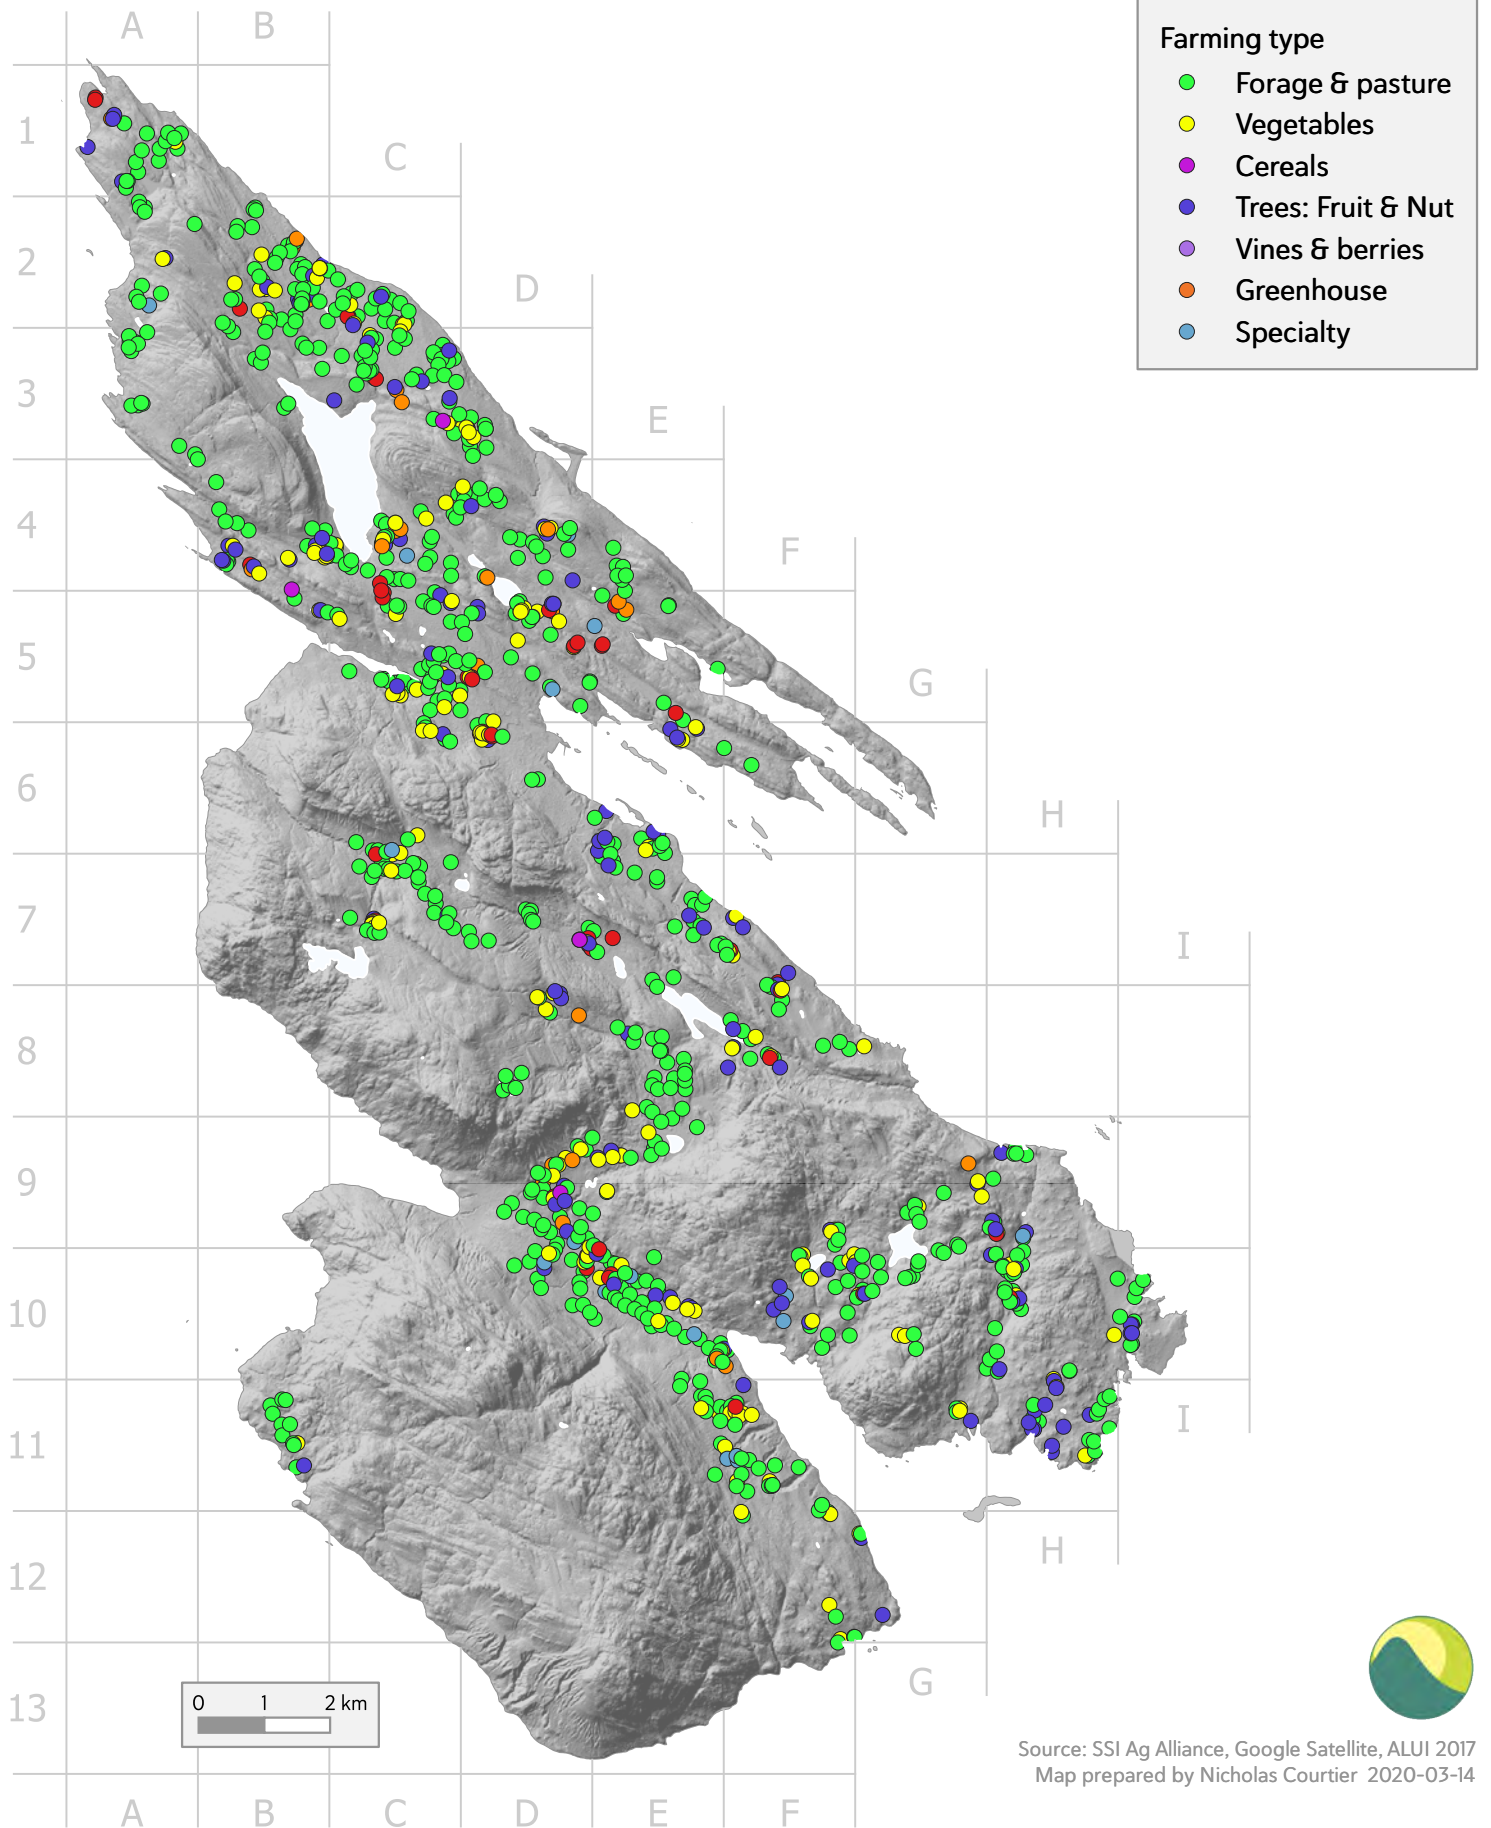 A
B
Farming type
Forage & pasture
Vegetables
Cereals
Trees: Fruit & Nut
Vines & berries
Greenhouse
Specialty
1
C
2
D
3
E
4
F
5
G
6
H
7
I
8
9
10
11
I
H
12
G
13
0 1 2 km
Source: SSI Ag Alliance, Google Satellite, ALUI 2017
Map prepared by Nicholas Courtier 2020-03-14
A B C D E F